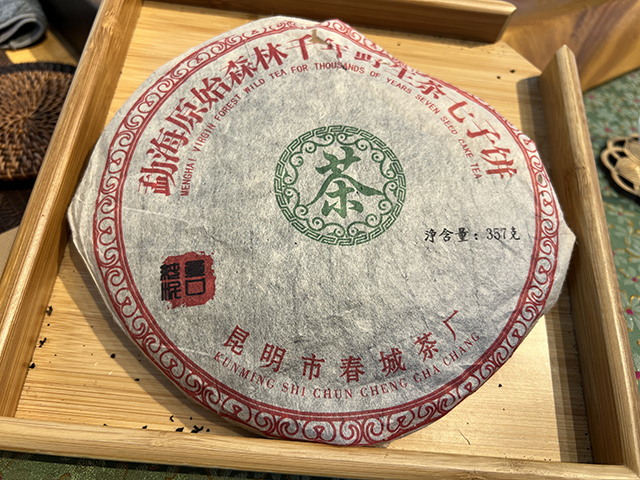 勐海原始森林千年野生茶七子饼
MENGHAI VIRGIN FOREST WILD TEA FOR THOUSANDS OF YEARS SEVEN SEED CAKE TEA
茶
净含量：357克
昆明市春城茶厂
KUNMING SHI CHUN CHENG CHA CHANG